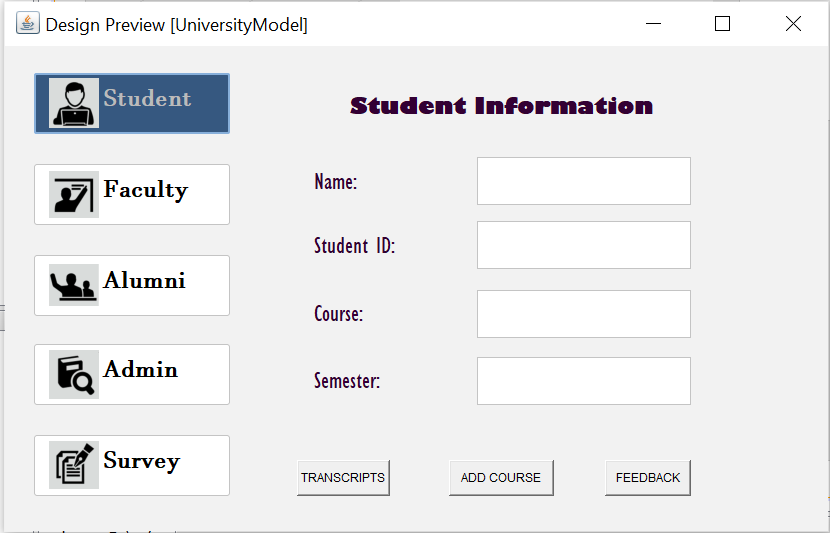 Design Preview [UniversityModel]
Student
Faculty
Alumni
Admin
Survey
Student Information
Name:
Student ID:
Course:
Semester:
TRANSCRIPTS
ADD COURSE
FEEDBACK